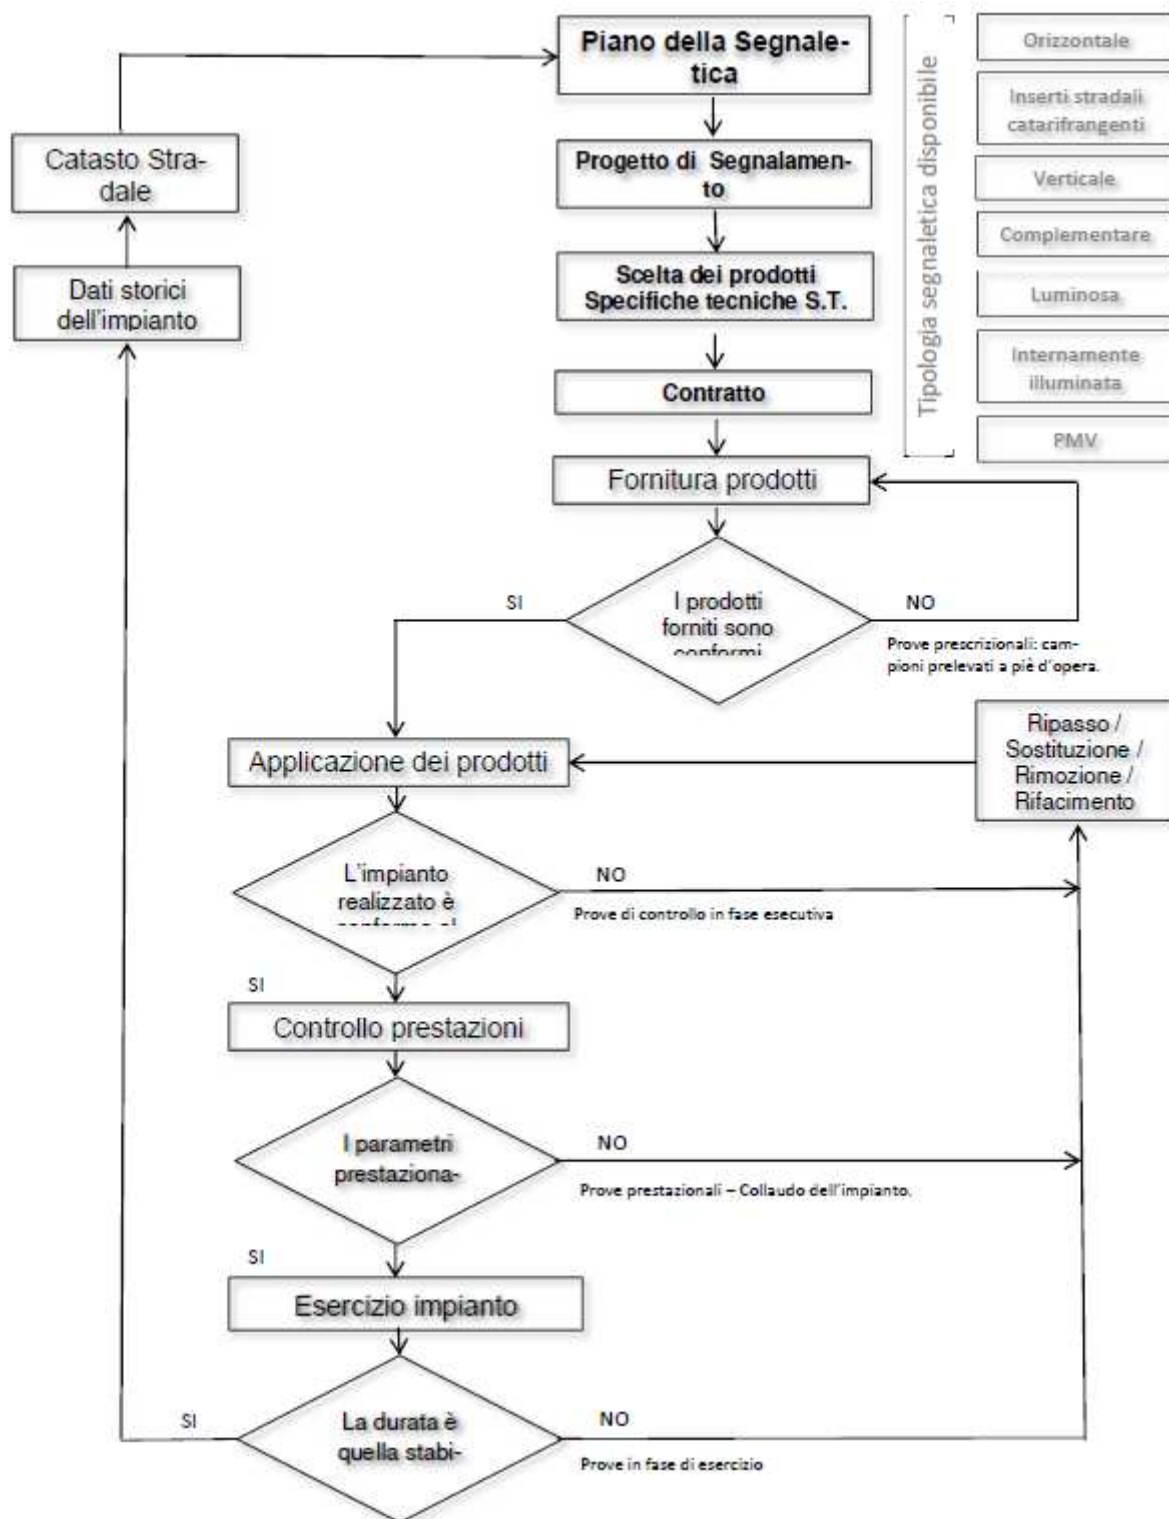 Piano della Segnale-
tica
Progetto di Segnalamen-
to
Scelta dei prodotti
Specifiche tecniche S.T.
Contratto
Fornitura prodotti
Tipologia segnaletica disponibile
Orizzontale
Inserti stradali
catarifrangenti
Verticale
Complementare
Luminosa
Internamente
illuminata
PMV
Catasto Stra-
dale
Dati storici
dell'impianto
SI
I prodotti
forniti sono
conformi
NO
Prove prescrizionali: cam-
pioni prelevati a piè d'opera.
Applicazione dei prodotti
Ripasso /
Sostituzione /
Rimozione /
Rifacimento
L'impianto
realizzato è
conforme al
NO
Prove di controllo in fase esecutiva
SI
Controllo prestazioni
I parametri
prestaziona-
NO
Prove prestazionali – Collaudo dell'impianto.
SI
Esercizio impianto
SI
La durata è
quella stabi-
NO
Prove in fase di esercizio